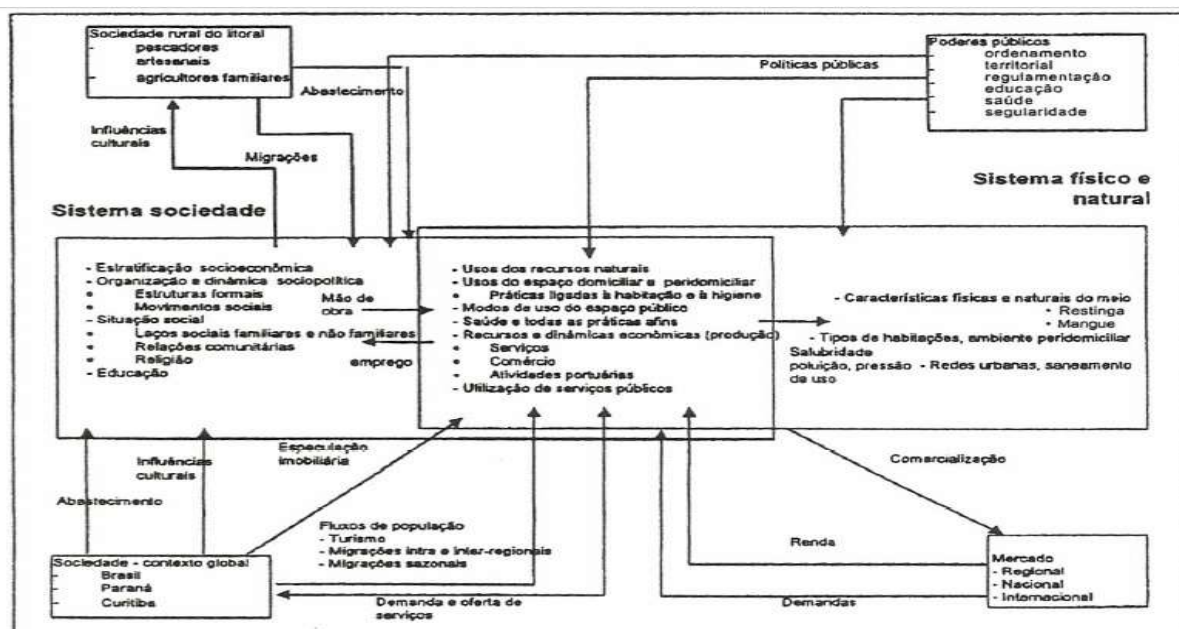 Sociedade rural do litoral
- pescadores
artesanais
- agricultores familiares
Poderes públicos
- ordenamento
- territorial
- regulamentação
- educação
- saúde
- segularidade
Políticas públicas
Abastecimento
Influências
culturais
Migrações
Sistema sociedade
Sistema físico e
natural
- Estratificação socioeconômica
- Organização e dinâmica sociopolítica
• Estruturas formais
• Movimentos sociais
- Situação social
• Laços sociais familiares e não familiares
• Relações comunitárias
• Religião
- Educação
Mão de
obra
emprego
- Usos dos recursos naturais
- Usos do espaço domiciliar e peridomiciliar
• Práticas ligadas à habitação e à higiene
- Modos de uso do espaço público
- Saúde e todas as práticas afins
- Recursos e dinâmicas econômicas (produção)
• Serviços
• Comércio
• Atividades portuárias
- Utilização de serviços públicos
- Características físicas e naturais do meio
• Restinga
• Mangue
- Tipos de habitações, ambiente peridomiciliar
Salubridade
poluição, pressão - Redes urbanas, saneamento
de uso
Especulação
imobiliária
Influências
culturais
Abastecimento
Comercialização
Fluxos de população
- Turismo
- Migrações intra e inter-regionais
- Migrações sazonais
Renda
Sociedade - contexto global
- Brasil
- Paraná
- Curitiba
Demanda e oferta de
serviços
Demandas
Mercado
- Regional
- Nacional
- Internacional